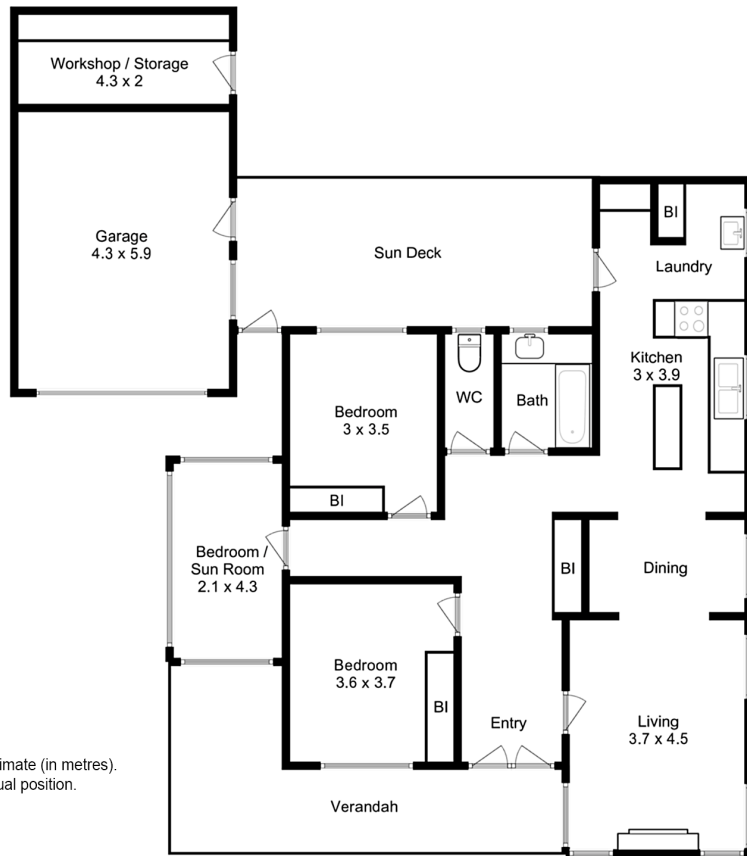 Workshop / Storage
4.3 x 2
Garage
4.3 x 5.9
Sun Deck
BI
Laundry
Kitchen
3 x 3.9
Bedroom
3 x 3.5
WC
Bath
BI
Bedroom /
Sun Room
2.1 x 4.3
BI
Dining
Bedroom
3.6 x 3.7
BI
Entry
Living
3.7 x 4.5
Verandah
imate (in metres).
ual position.